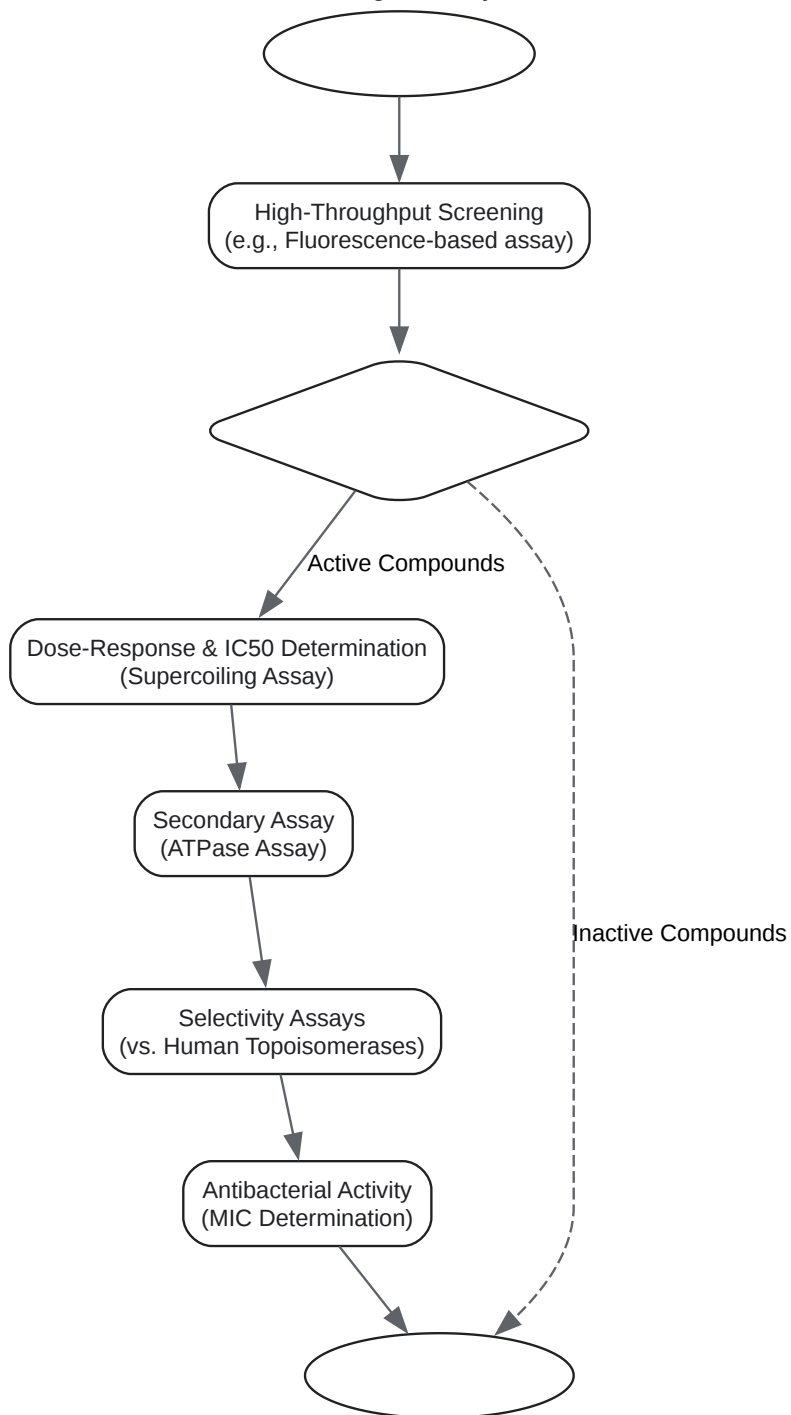 High-Throughput Screening
(e.g., Fluorescence-based assay)
Active Compounds
Dose-Response & IC50 Determination
(Supercoiling Assay)
Secondary Assay
(ATPase Assay)
Inactive Compounds
Selectivity Assays
(vs. Human Topoisomerases)
Antibacterial Activity
(MIC Determination)